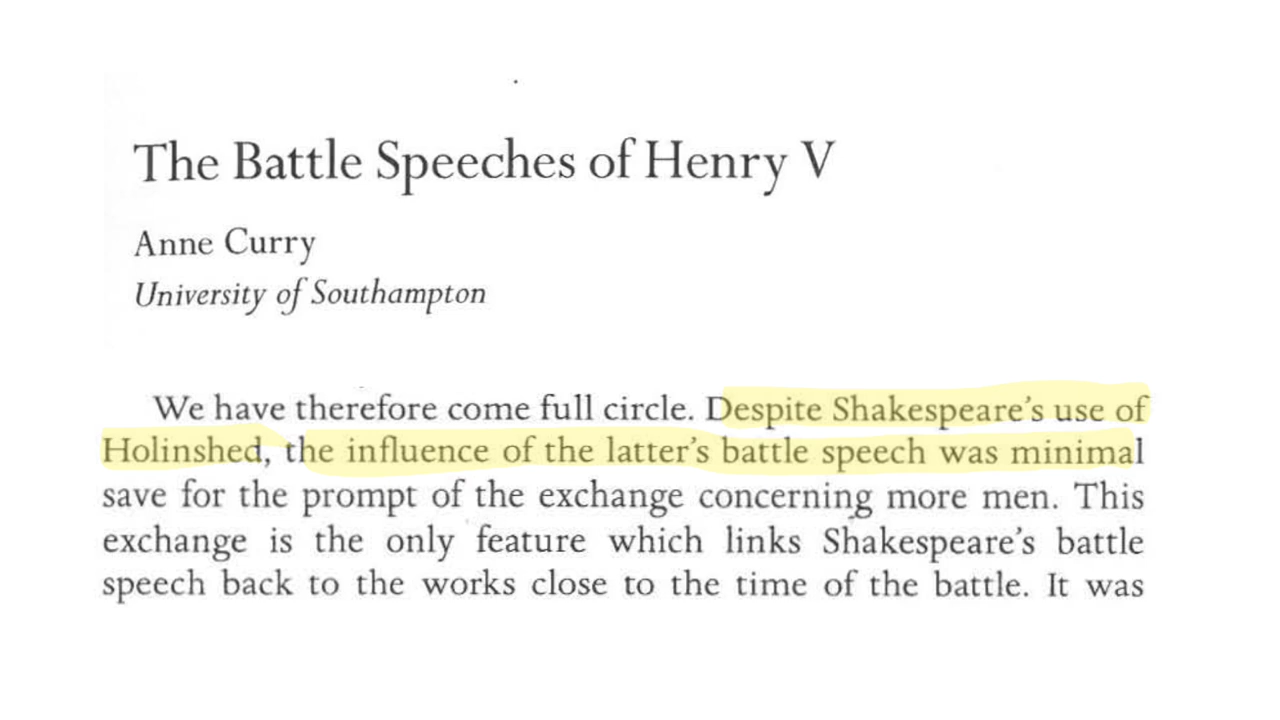 The Battle Speeches of Henry V
Anne Curry
University of Southampton
We have therefore come full circle. Despite Shakespeare's use of
Holinshed, the influence of the latter's battle speech was minimal
save for the prompt of the exchange concerning more men. This
exchange is the only feature which links Shakespeare's battle
speech back to the works close to the time of the battle. It was